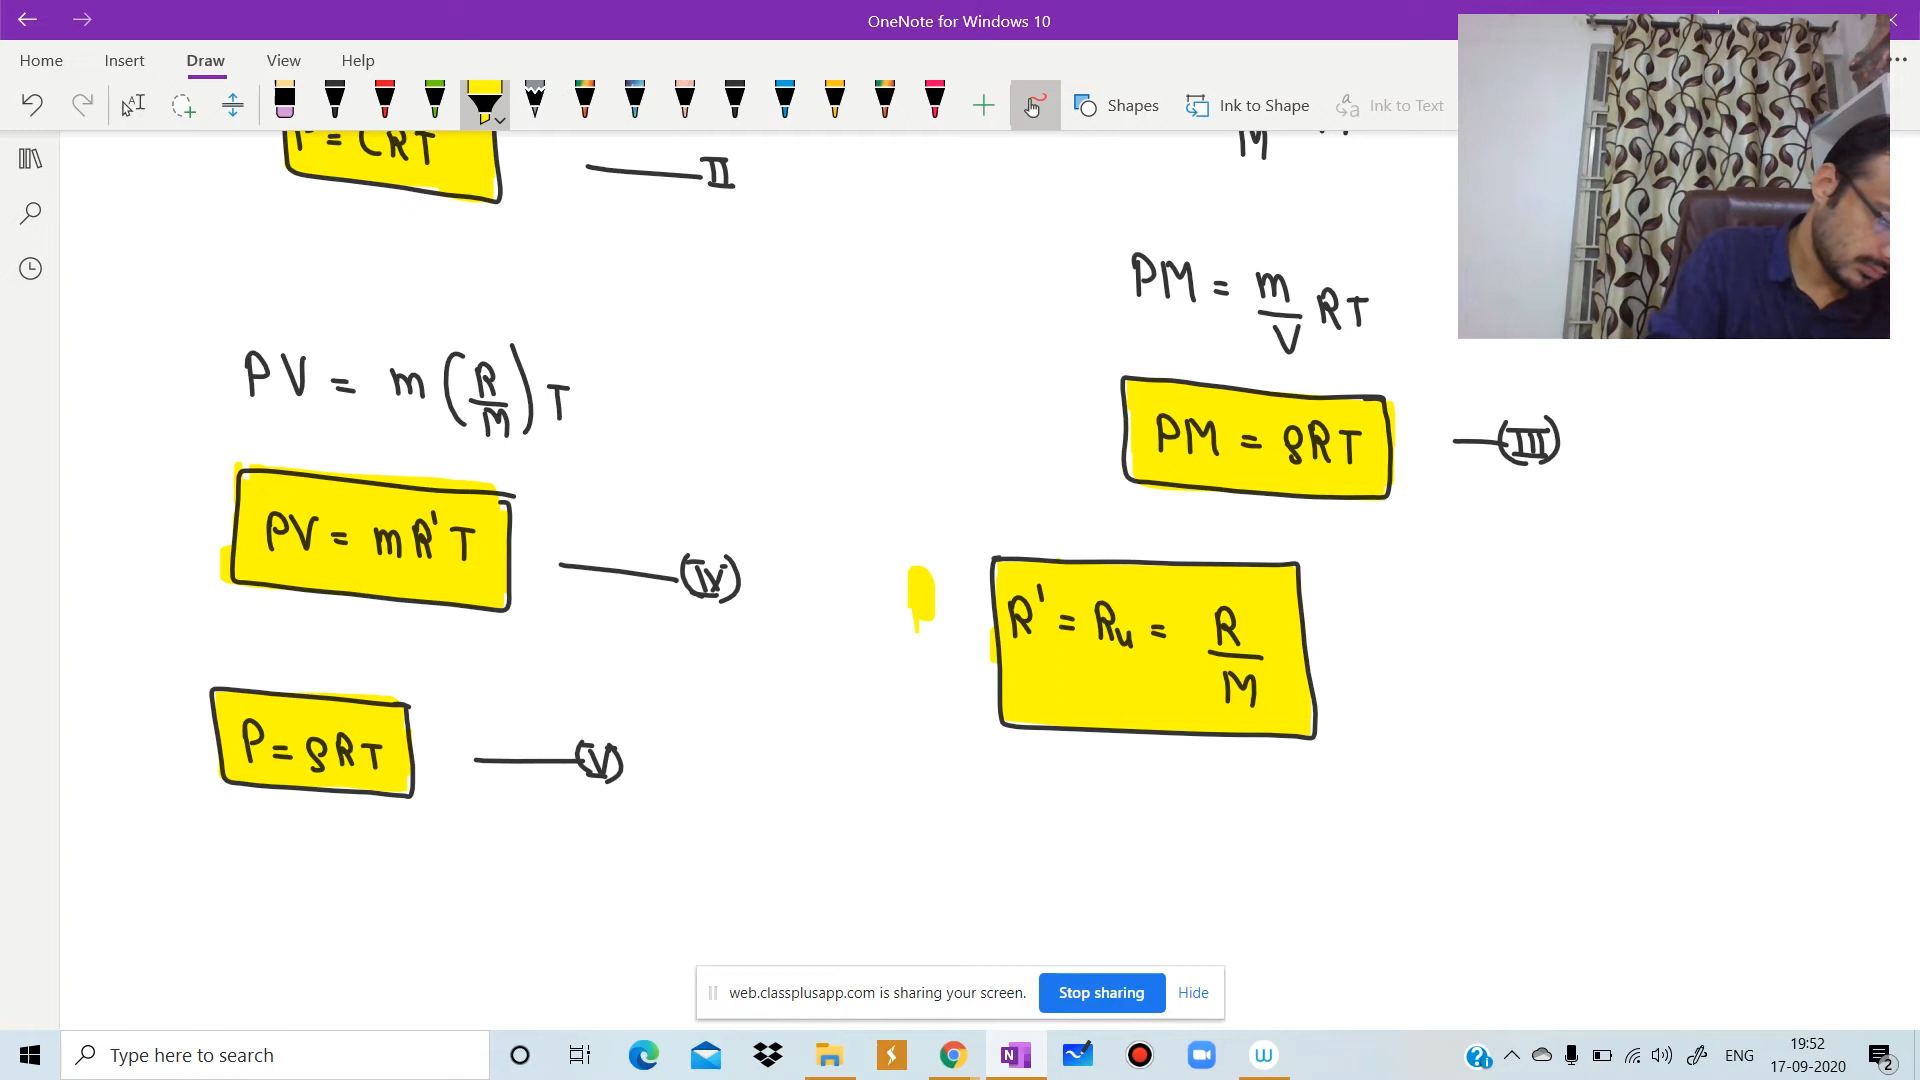 OneNote for Windows 10
Home Insert Draw View Help
Shapes Ink to Shape Ink to Text
P = CRT — II
M
PM = m/V RT
PV = m (R/M) T
PM = ρRT — (III)
PV = mR' T — (IV)
R' = Ru = R/M
P = ρRT — (V)
web.classplusapp.com is sharing your screen. Stop sharing Hide
Type here to search
ENG
19:52
17-09-2020
2